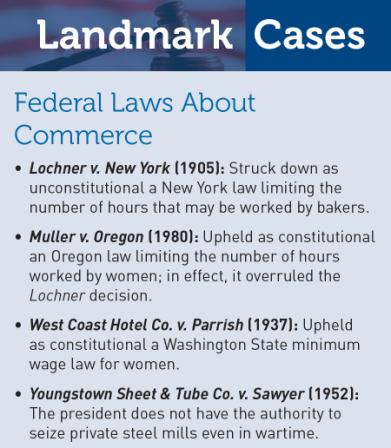 Landmark Cases
Federal Laws About
Commerce
• Lochner v. New York (1905): Struck down as
unconstitutional a New York law limiting the
number of hours that may be worked by bakers.
• Muller v. Oregon (1980): Upheld as constitutional
an Oregon law limiting the number of hours
worked by women; in effect, it overruled the
Lochner decision.
• West Coast Hotel Co. v. Parrish (1937): Upheld
as constitutional a Washington State minimum
wage law for women.
• Youngstown Sheet & Tube Co. v. Sawyer (1952):
The president does not have the authority to
seize private steel mills even in wartime.